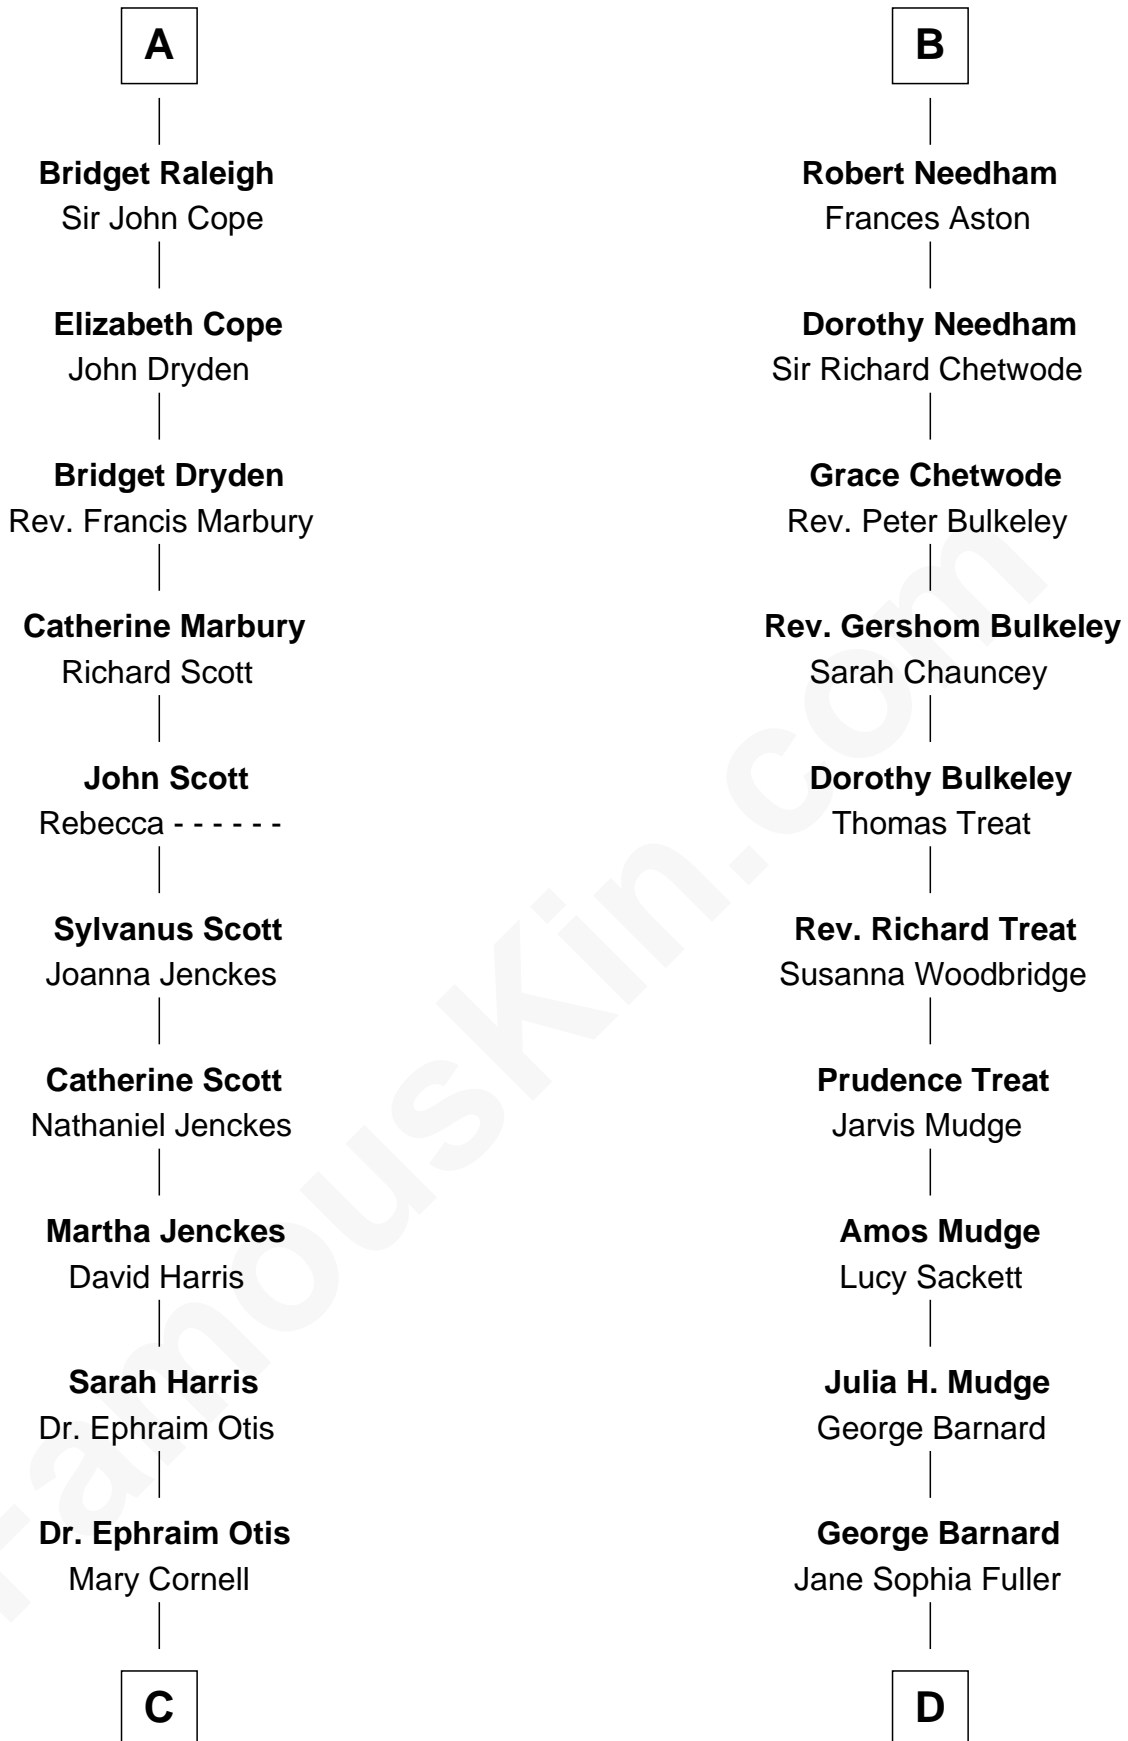 A
Bridget Raleigh
Sir John Cope
Elizabeth Cope
John Dryden
Bridget Dryden
Rev. Francis Marbury
Catherine Marbury
Richard Scott
John Scott
Rebecca - - - - - -
Sylvanus Scott
Joanna Jenckes
Catherine Scott
Nathaniel Jenckes
Martha Jenckes
David Harris
Sarah Harris
Dr. Ephraim Otis
Dr. Ephraim Otis
Mary Cornell
C
B
Robert Needham
Frances Aston
Dorothy Needham
Sir Richard Chetwode
Grace Chetwode
Rev. Peter Bulkeley
Rev. Gershom Bulkeley
Sarah Chauncey
Dorothy Bulkeley
Thomas Treat
Rev. Richard Treat
Susanna Woodbridge
Prudence Treat
Jarvis Mudge
Amos Mudge
Lucy Sackett
Julia H. Mudge
George Barnard
George Barnard
Jane Sophia Fuller
D
FamousKin.com